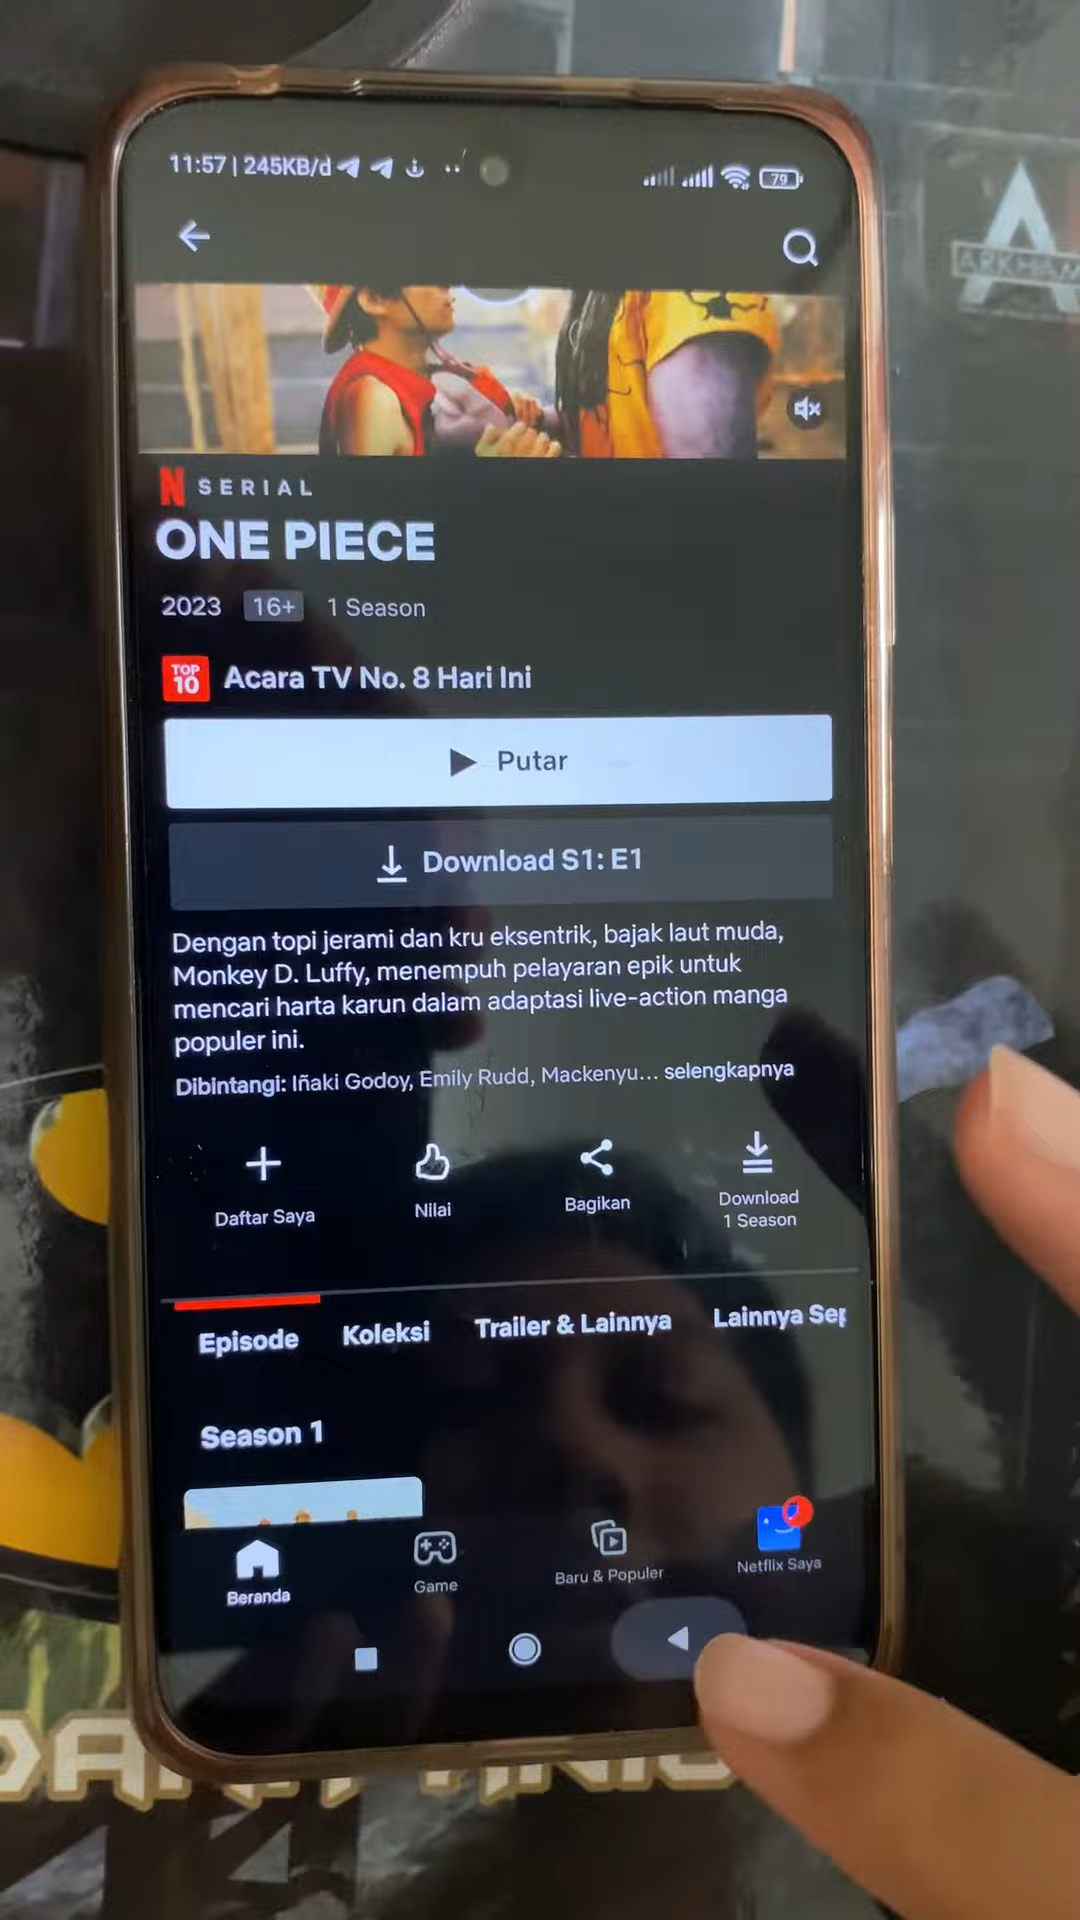 11:57 | 245KB/d
79
ARKHAM
N SERIAL
ONE PIECE
2023 16+ 1 Season
TOP 10 Acara TV No. 8 Hari Ini
Putar
Download S1: E1
Dengan topi jerami dan kru eksentrik, bajak laut muda,
Monkey D. Luffy, menempuh pelayaran epik untuk
mencari harta karun dalam adaptasi live-action manga
populer ini.
Dibintangi: Iñaki Godoy, Emily Rudd, Mackenyu... selengkapnya
Daftar Saya Nilai Bagikan Download
1 Season
Episode Koleksi Trailer & Lainnya Lainnya Sep
Season 1
Beranda Game Baru & Populer Netflix Saya